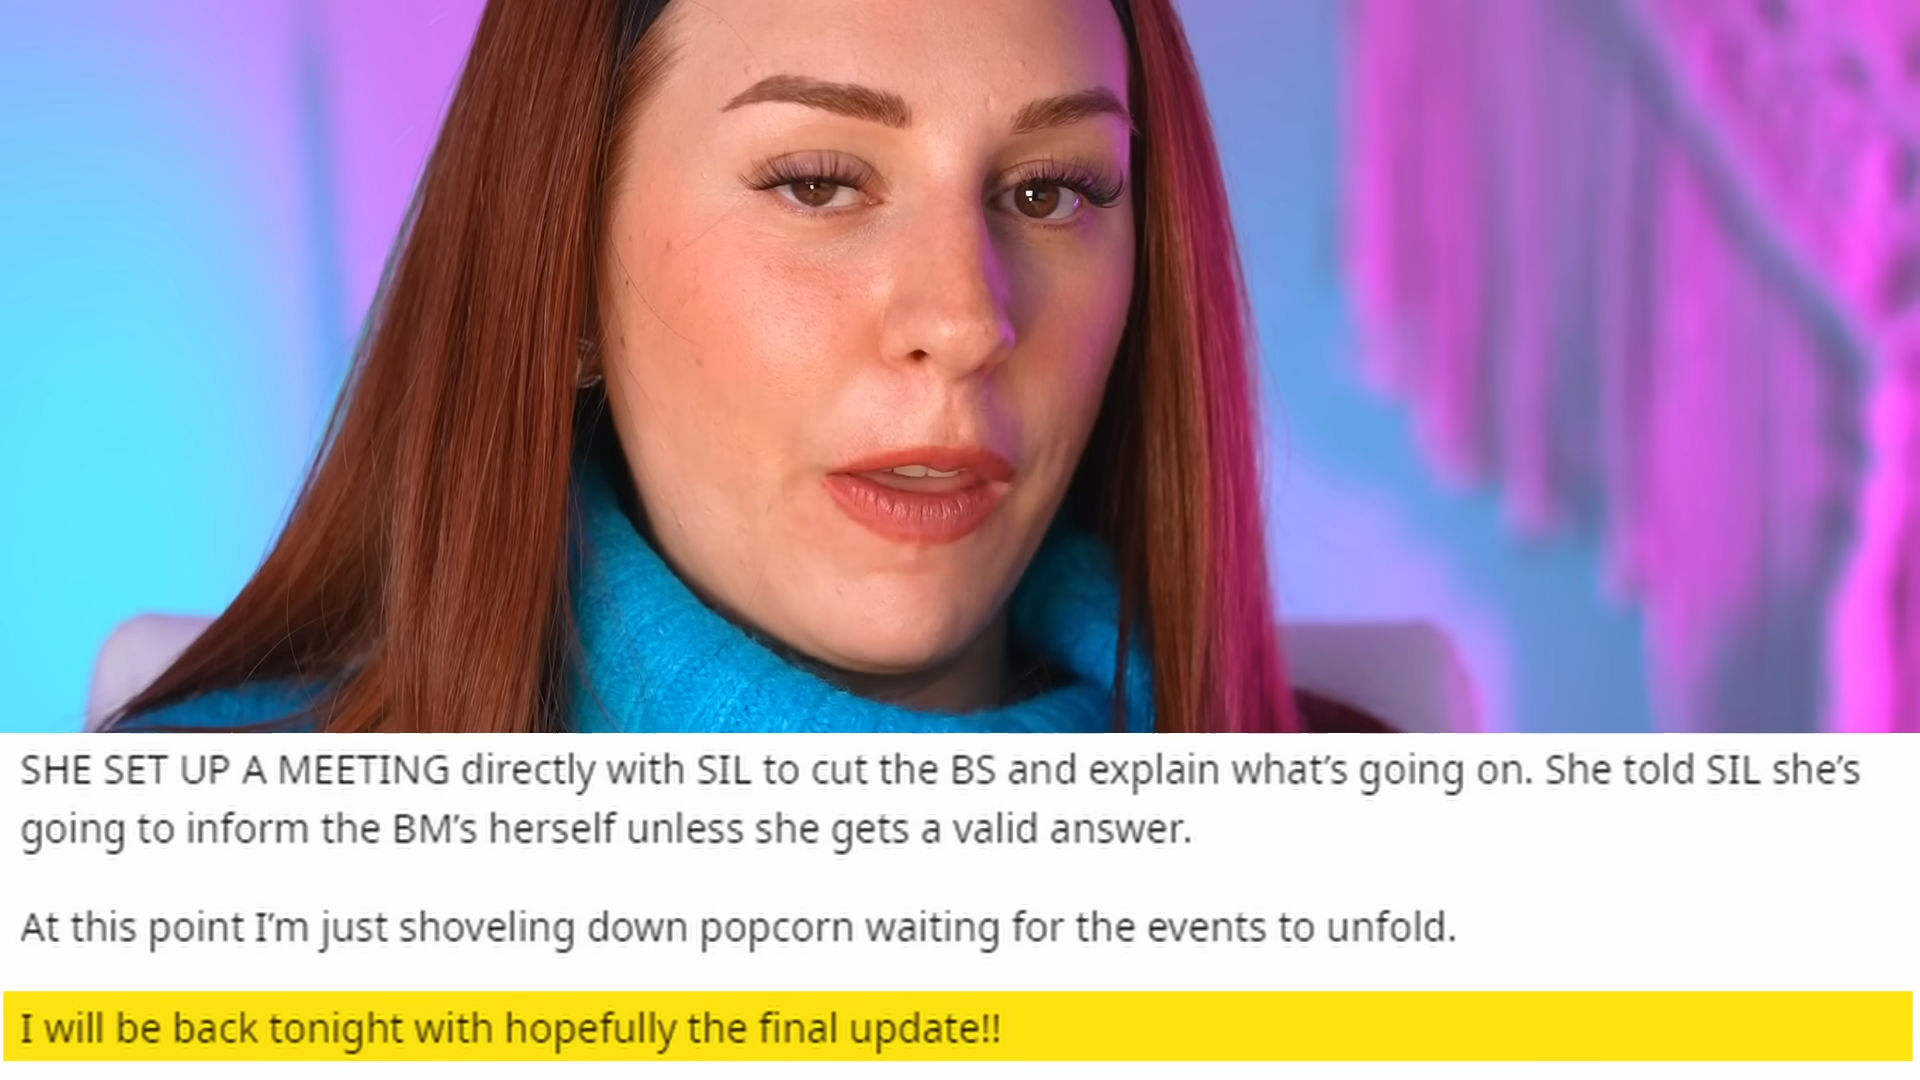 SHE SET UP A MEETING directly with SIL to cut the BS and explain what’s going on. She told SIL she’s
going to inform the BM’s herself unless she gets a valid answer.
At this point I’m just shoveling down popcorn waiting for the events to unfold.
I will be back tonight with hopefully the final update!!